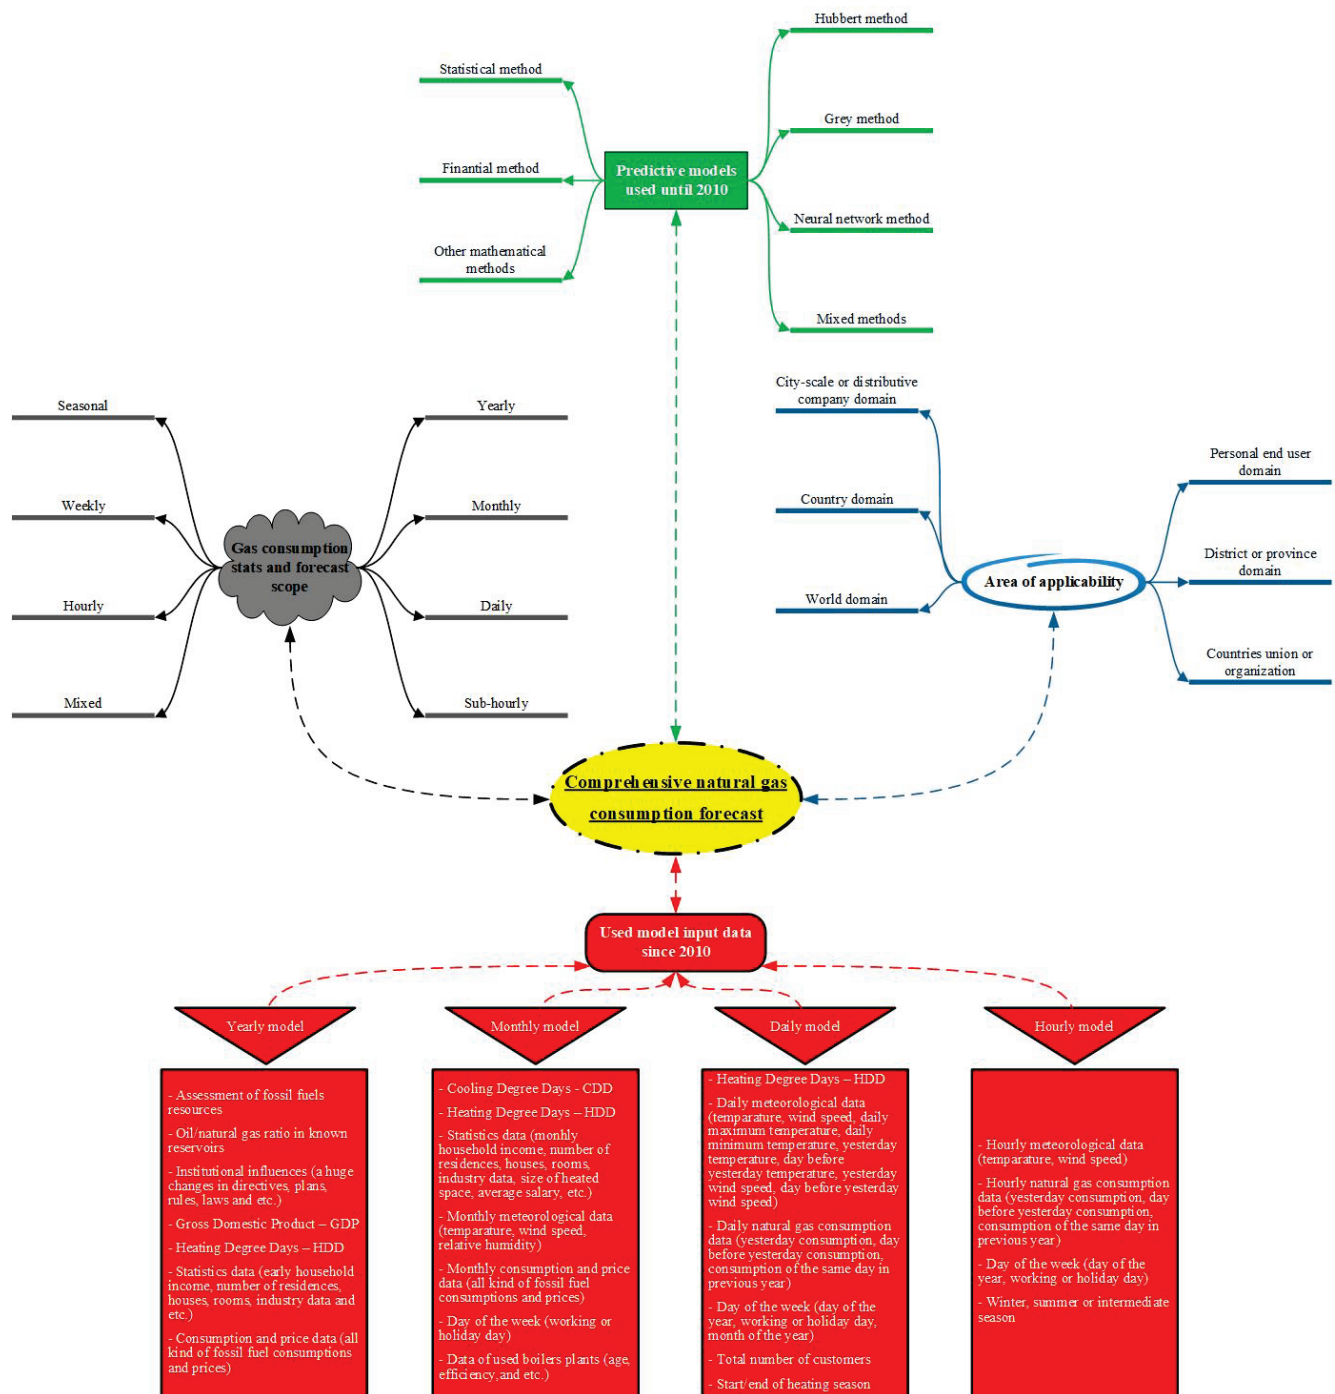 Hubbert method
Statistical method
Grey method
Finantial method
Predictive models
used until 2010
Neural network method
Other mathematical
methods
Mixed methods
City-scale or distributive
company domain
Seasonal
Yearly
Personal end user
domain
Weekly
Monthly
Country domain
Gas consumption
stats and forecast
scope
District or province
domain
Area of applicability
Hourly
Daily
World domain
Countries union or
organization
Mixed
Sub-hourly
Comprehensive natural gas
consumption forecast
Used model input data
since 2010
Yearly model
Monthly model
Daily model
Hourly model
- Assessment of fossil fuels
resources
- Oil/natural gas ratio in known
reservoirs
- Institutional influences (a huge
changes in directives, plans,
rules, laws and etc.)
- Gross Domestic Product – GDP
- Heating Degree Days – HDD
- Statistics data (early household
income, number of residences,
houses, rooms, industry data and
etc.)
- Consumption and price data (all
kind of fossil fuel consumptions
and prices)
- Cooling Degree Days - CDD
- Heating Degree Days – HDD
- Statistics data (monhly
household income, number of
residences, houses, rooms,
industry data, size of heated
space, average salary, etc.)
- Monthly meteorological data
(temparature, wind speed,
relative humidity)
- Monthly consumption and price
data (all kind of fossil fuel
consumptions and prices)
- Day of the week (working or
holiday day)
- Data of used boilers plants (age,
efficiency,and etc.)
- Heating Degree Days – HDD
- Daily meteorological data
(temparature, wind speed, daily
maximum temperature, daily
minimum temperature, yesterday
temperature, day before
yesterday temperature, yesterday
wind speed, day before yesterday
wind speed)
- Daily natural gas consumption
data (yesterday consumption, day
before yesterday consumption,
consumption of the same day in
previous year)
- Day of the week (day of the
year, working or holiday day,
month of the year)
- Total number of customers
- Start/end of heating season
- Hourly meteorological data
(temparature, wind speed)
- Hourly natural gas consumption
data (yesterday consumption, day
before yesterday consumption,
consumption of the same day in
previous year)
- Day of the week (day of the
year, working or holiday day)
- Winter, summer or intermediate
season